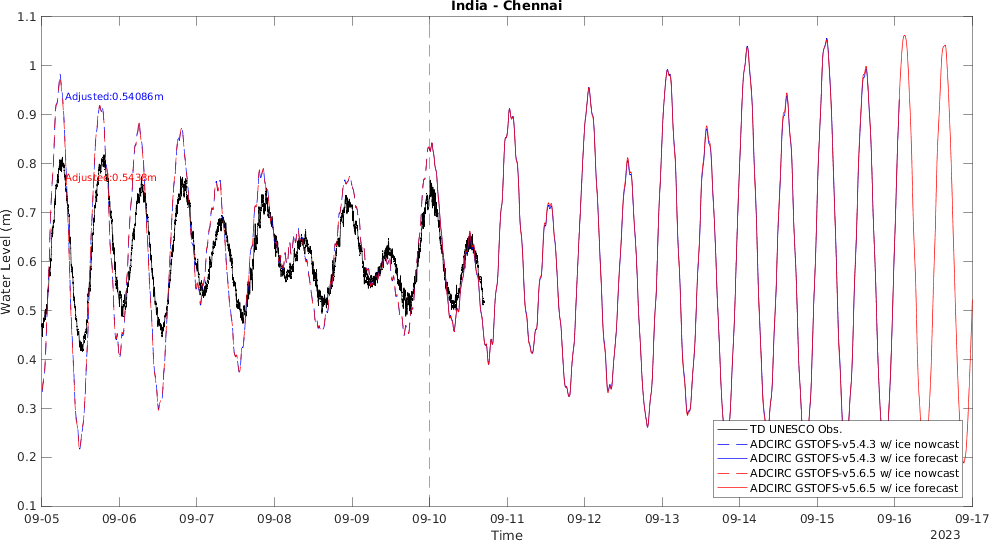 India - Chennai
1.1
1
0.9
0.8
0.7
0.6
0.5
0.4
0.3
0.2
0.1
Water Level (m)
Adjusted:0.54086m
Adjusted:0.5433m
TD UNESCO Obs.
ADCIRC GSTOFS-v5.4.3 w/ ice nowcast
ADCIRC GSTOFS-v5.4.3 w/ ice forecast
ADCIRC GSTOFS-v5.6.5 w/ ice nowcast
ADCIRC GSTOFS-v5.6.5 w/ ice forecast
09-05 09-06 09-07 09-08 09-09 09-10 09-11 09-12 09-13 09-14 09-15 09-16 09-17
Time
2023